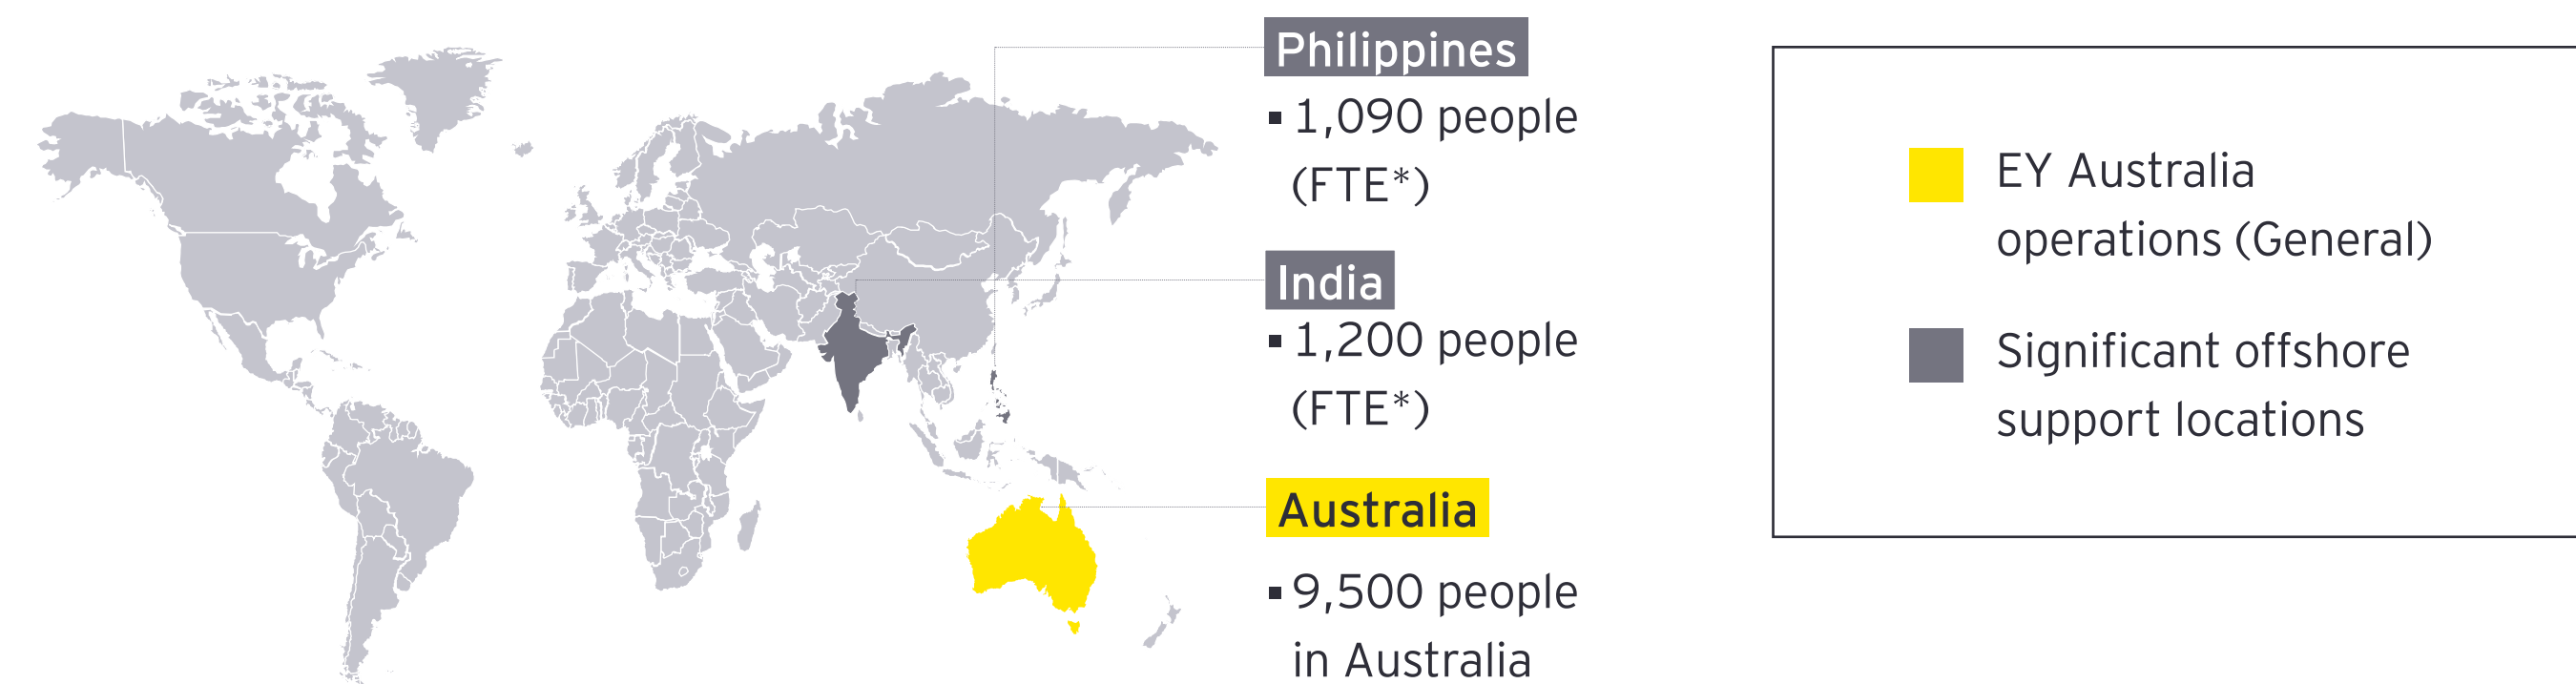 Philippines
▪ 1,090 people
(FTE*)
India
▪ 1,200 people
(FTE*)
Australia
▪ 9,500 people
in Australia
EY Australia
operations (General)
Significant offshore
support locations